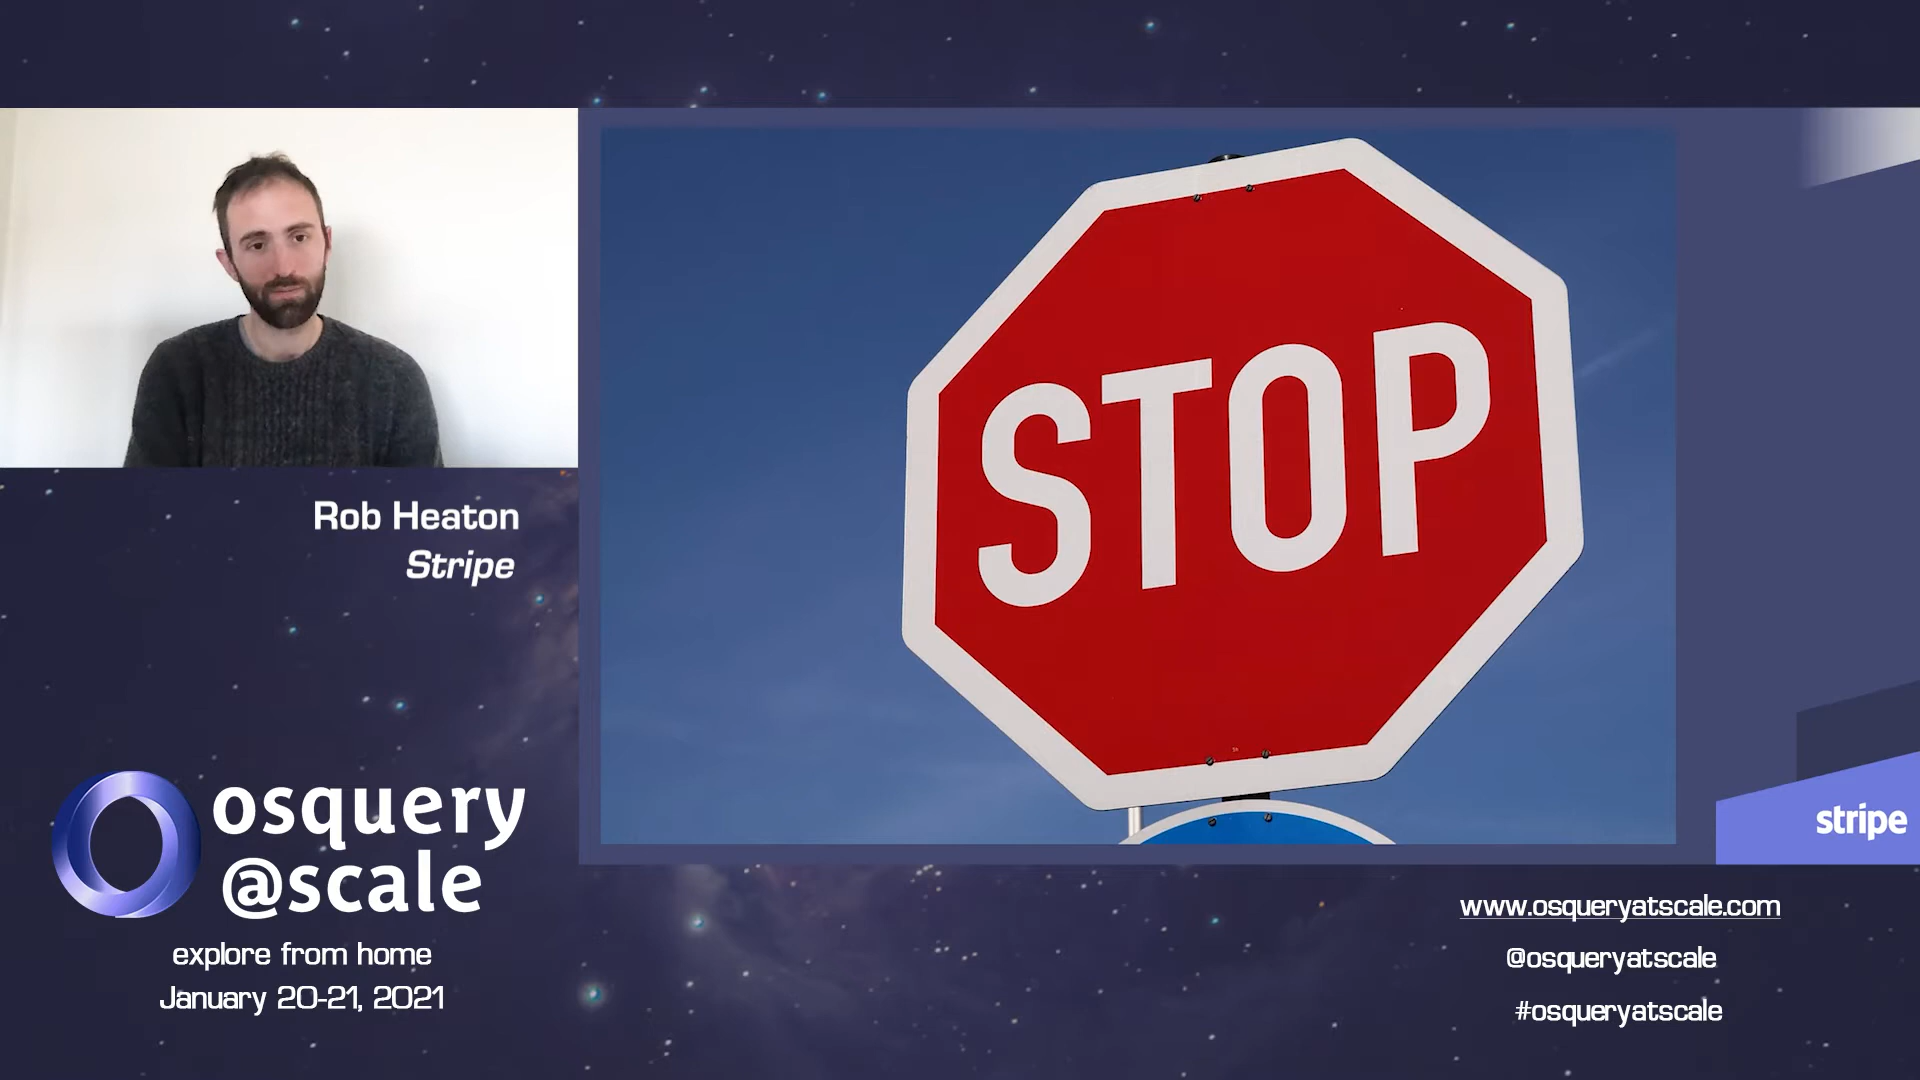 Rob Heaton
Stripe
STOP
stripe
osquery
@scale
explore from home
January 20-21, 2021
www.osqueryatscale.com
@osqueryatscale
#osqueryatscale